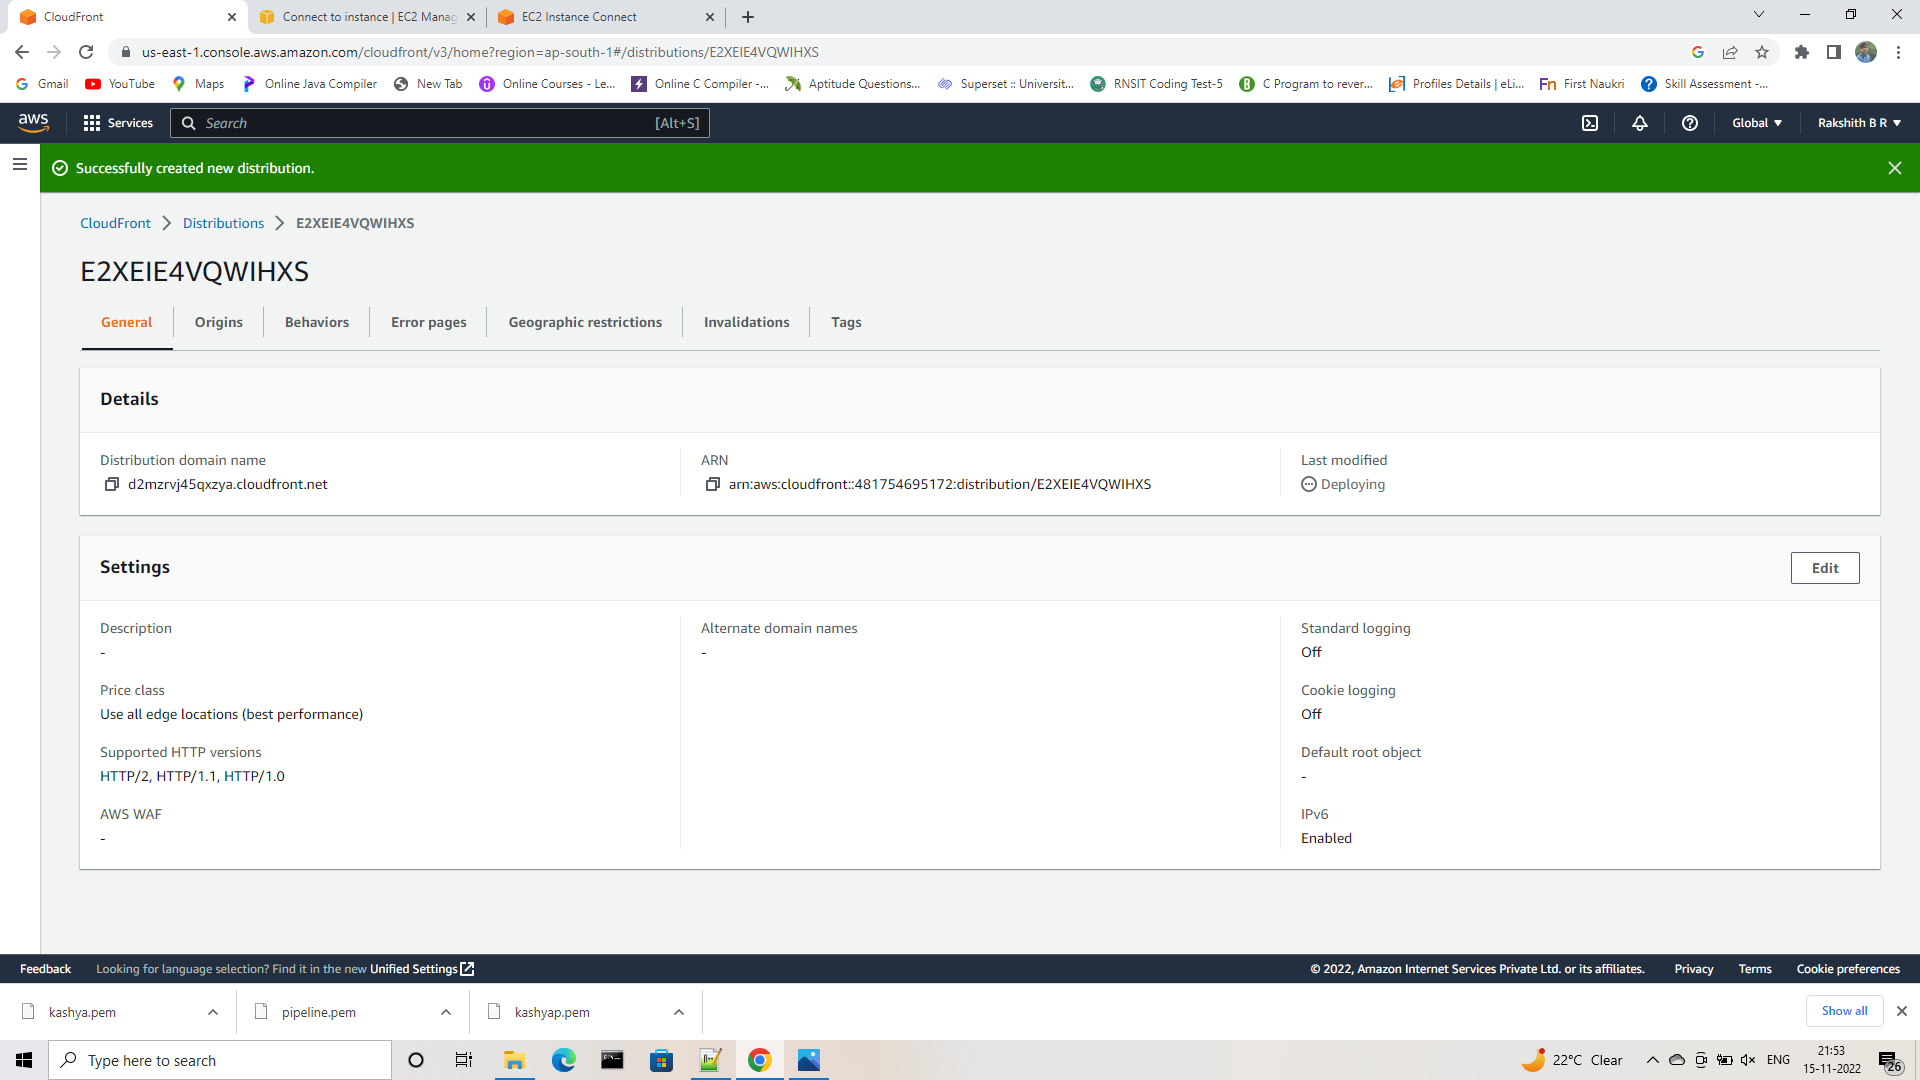 CloudFront
Connect to instance | EC2 Manag
EC2 Instance Connect
us-east-1.console.aws.amazon.com/cloudfront/v3/home?region=ap-south-1#/distributions/E2XEIE4VQWIHXS
Gmail YouTube Maps Online Java Compiler New Tab Online Courses - Le... Online C Compiler -... Aptitude Questions... Superset :: Universit... RNSIT Coding Test-5 C Program to rever... Profiles Details | eLi... First Naukri Skill Assessment -...
aws Services Search [Alt+S] Global Rakshith B R
Successfully created new distribution.
CloudFront > Distributions > E2XEIE4VQWIHXS
E2XEIE4VQWIHXS
General Origins Behaviors Error pages Geographic restrictions Invalidations Tags
Details
Distribution domain name
d2mzrvj45qxzya.cloudfront.net
ARN
arn:aws:cloudfront::481754695172:distribution/E2XEIE4VQWIHXS
Last modified
Deploying
Settings
Edit
Description
-
Price class
Use all edge locations (best performance)
Supported HTTP versions
HTTP/2, HTTP/1.1, HTTP/1.0
AWS WAF
-
Alternate domain names
-
Standard logging
Off
Cookie logging
Off
Default root object
-
IPv6
Enabled
Feedback Looking for language selection? Find it in the new Unified Settings © 2022, Amazon Internet Services Private Ltd. or its affiliates. Privacy Terms Cookie preferences
kashya.pem pipeline.pem kashyap.pem Show all
Type here to search
22°C Clear
ENG
21:53
15-11-2022
26